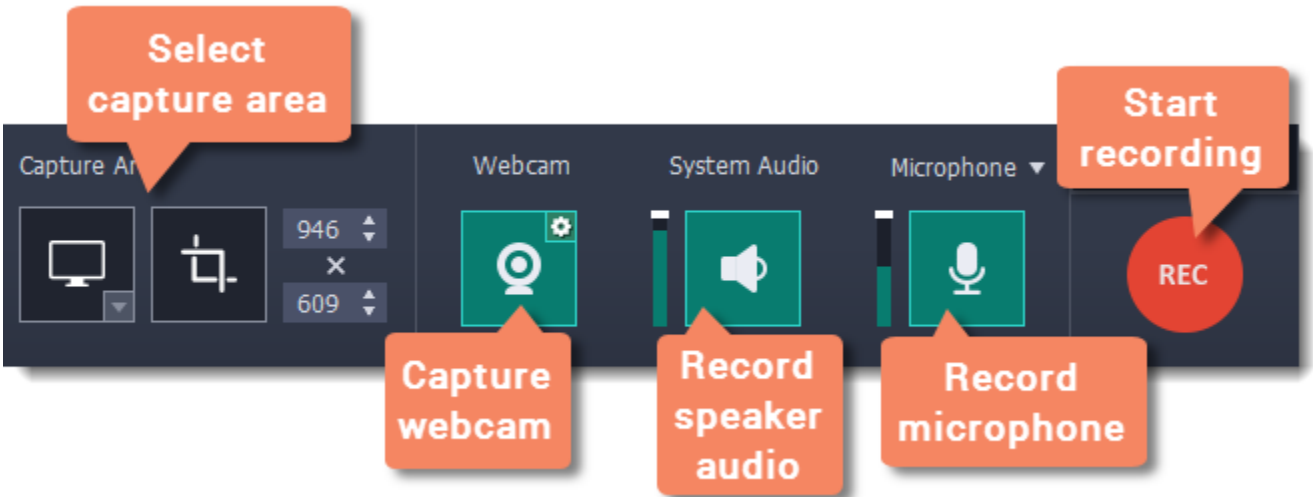 Select
capture area
Start
recording
Capture Ar
Webcam
System Audio
Microphone
946
×
609
REC
Capture
webcam
Record
speaker
audio
Record
microphone